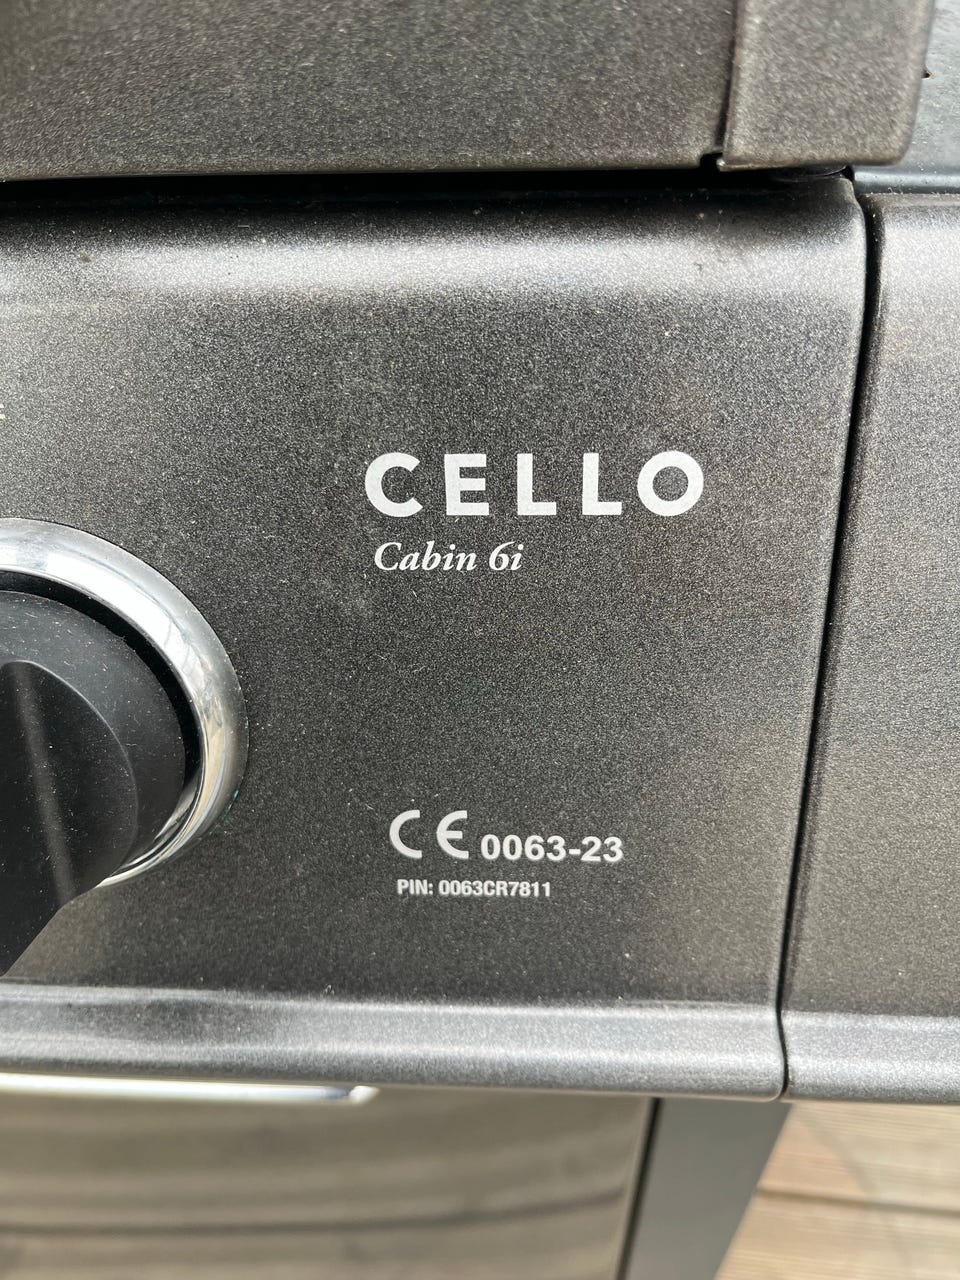 CELLO
Cabin 6i
CE 0063-23
PIN: 0063CR7811